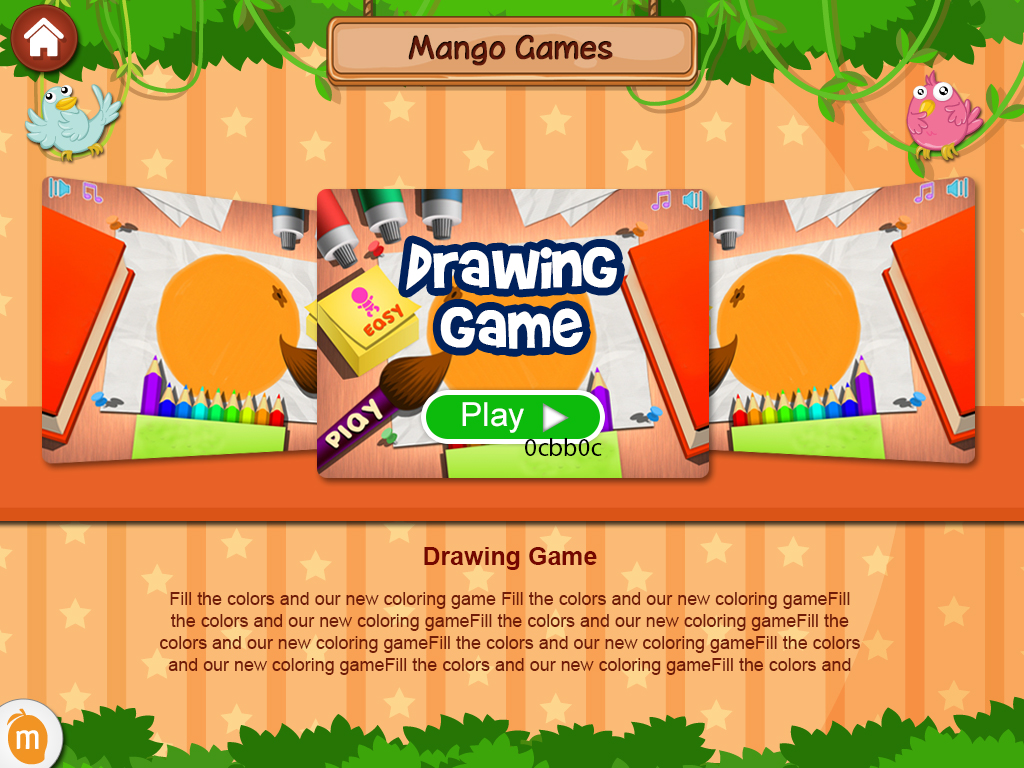 Mango Games
Drawing
Game
EASY
PLAY
Play
0cbb0c
Drawing Game
Fill the colors and our new coloring game Fill the colors and our new coloring gameFill
the colors and our new coloring gameFill the colors and our new coloring gameFill the
colors and our new coloring gameFill the colors and our new coloring gameFill the colors
and our new coloring gameFill the colors and our new coloring gameFill the colors and
m